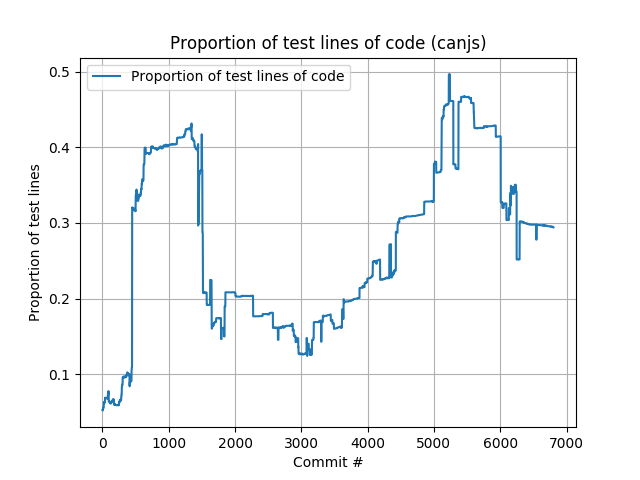 Proportion of test lines of code (canjs)
Proportion of test lines of code
Proportion of test lines
0.5
0.4
0.3
0.2
0.1
0 1000 2000 3000 4000 5000 6000 7000
Commit #